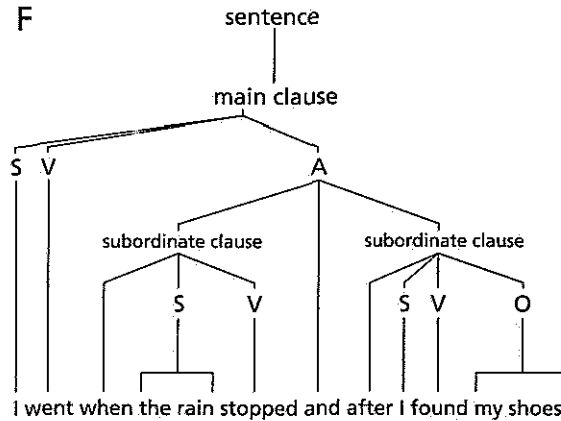 F
sentence
main clause
S V A
subordinate clause subordinate clause
S V S V O
I went when the rain stopped and after I found my shoes